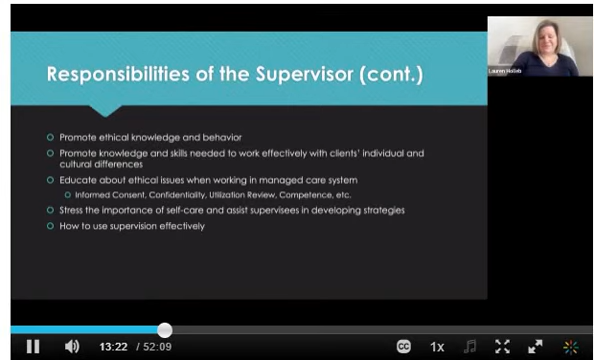 Responsibilities of the Supervisor (cont.)
Lauren Holleb
Promote ethical knowledge and behavior
Promote knowledge and skills needed to work effectively with clients' individual and
cultural differences
Educate about ethical issues when working in managed care system
Informed Consent, Confidentiality, Utilization Review, Competence, etc.
Stress the importance of self-care and assist supervisees in developing strategies
How to use supervision effectively
13:22 / 52:09
CC
1x